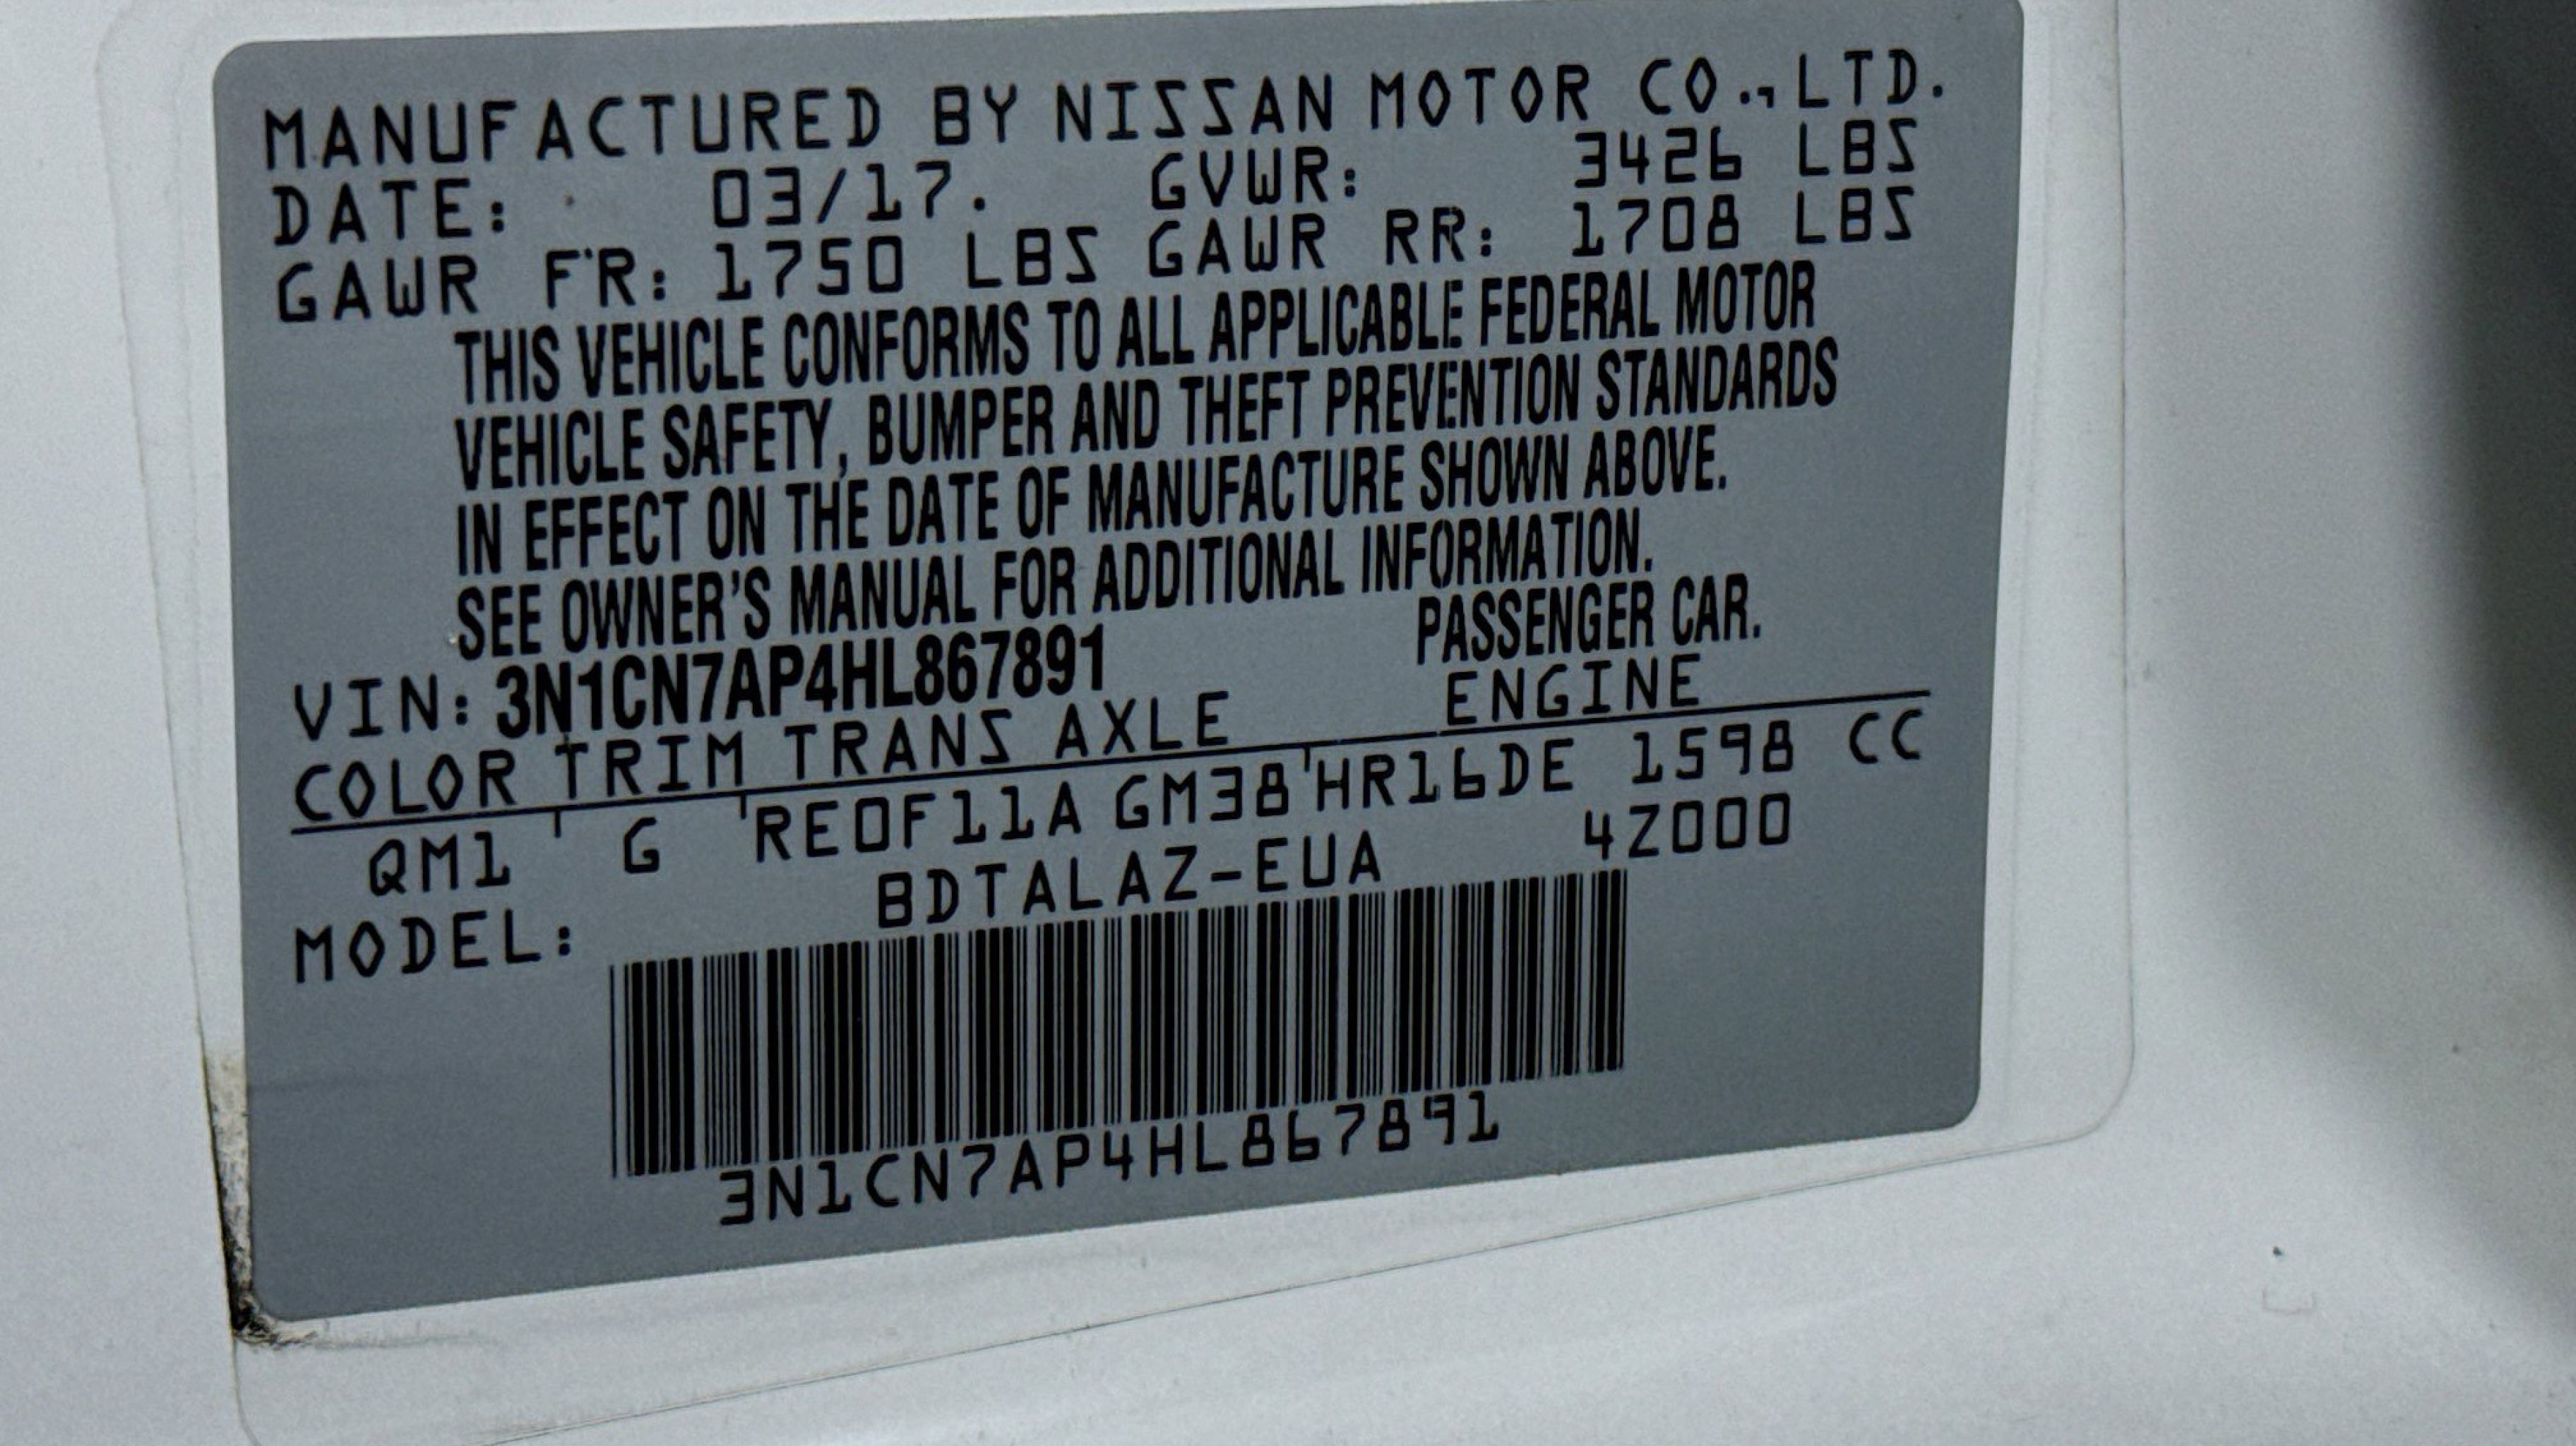 MANUFACTURED BY NISSAN MOTOR CO.,LTD.
DATE: 03/17. GVWR: 3426 LBS
GAWR FR: 1750 LBS GAWR RR: 1708 LBS
THIS VEHICLE CONFORMS TO ALL APPLICABLE FEDERAL MOTOR
VEHICLE SAFETY, BUMPER AND THEFT PREVENTION STANDARDS
IN EFFECT ON THE DATE OF MANUFACTURE SHOWN ABOVE.
SEE OWNER'S MANUAL FOR ADDITIONAL INFORMATION.
PASSENGER CAR.
VIN: 3N1CN7AP4HL867891
COLOR TRIM TRANS AXLE ENGINE
QM1 G RE0F11A GM38 HR16DE 1598 CC
MODEL: BDTALAZ-EUA 4Z000
3N1CN7AP4HL867891